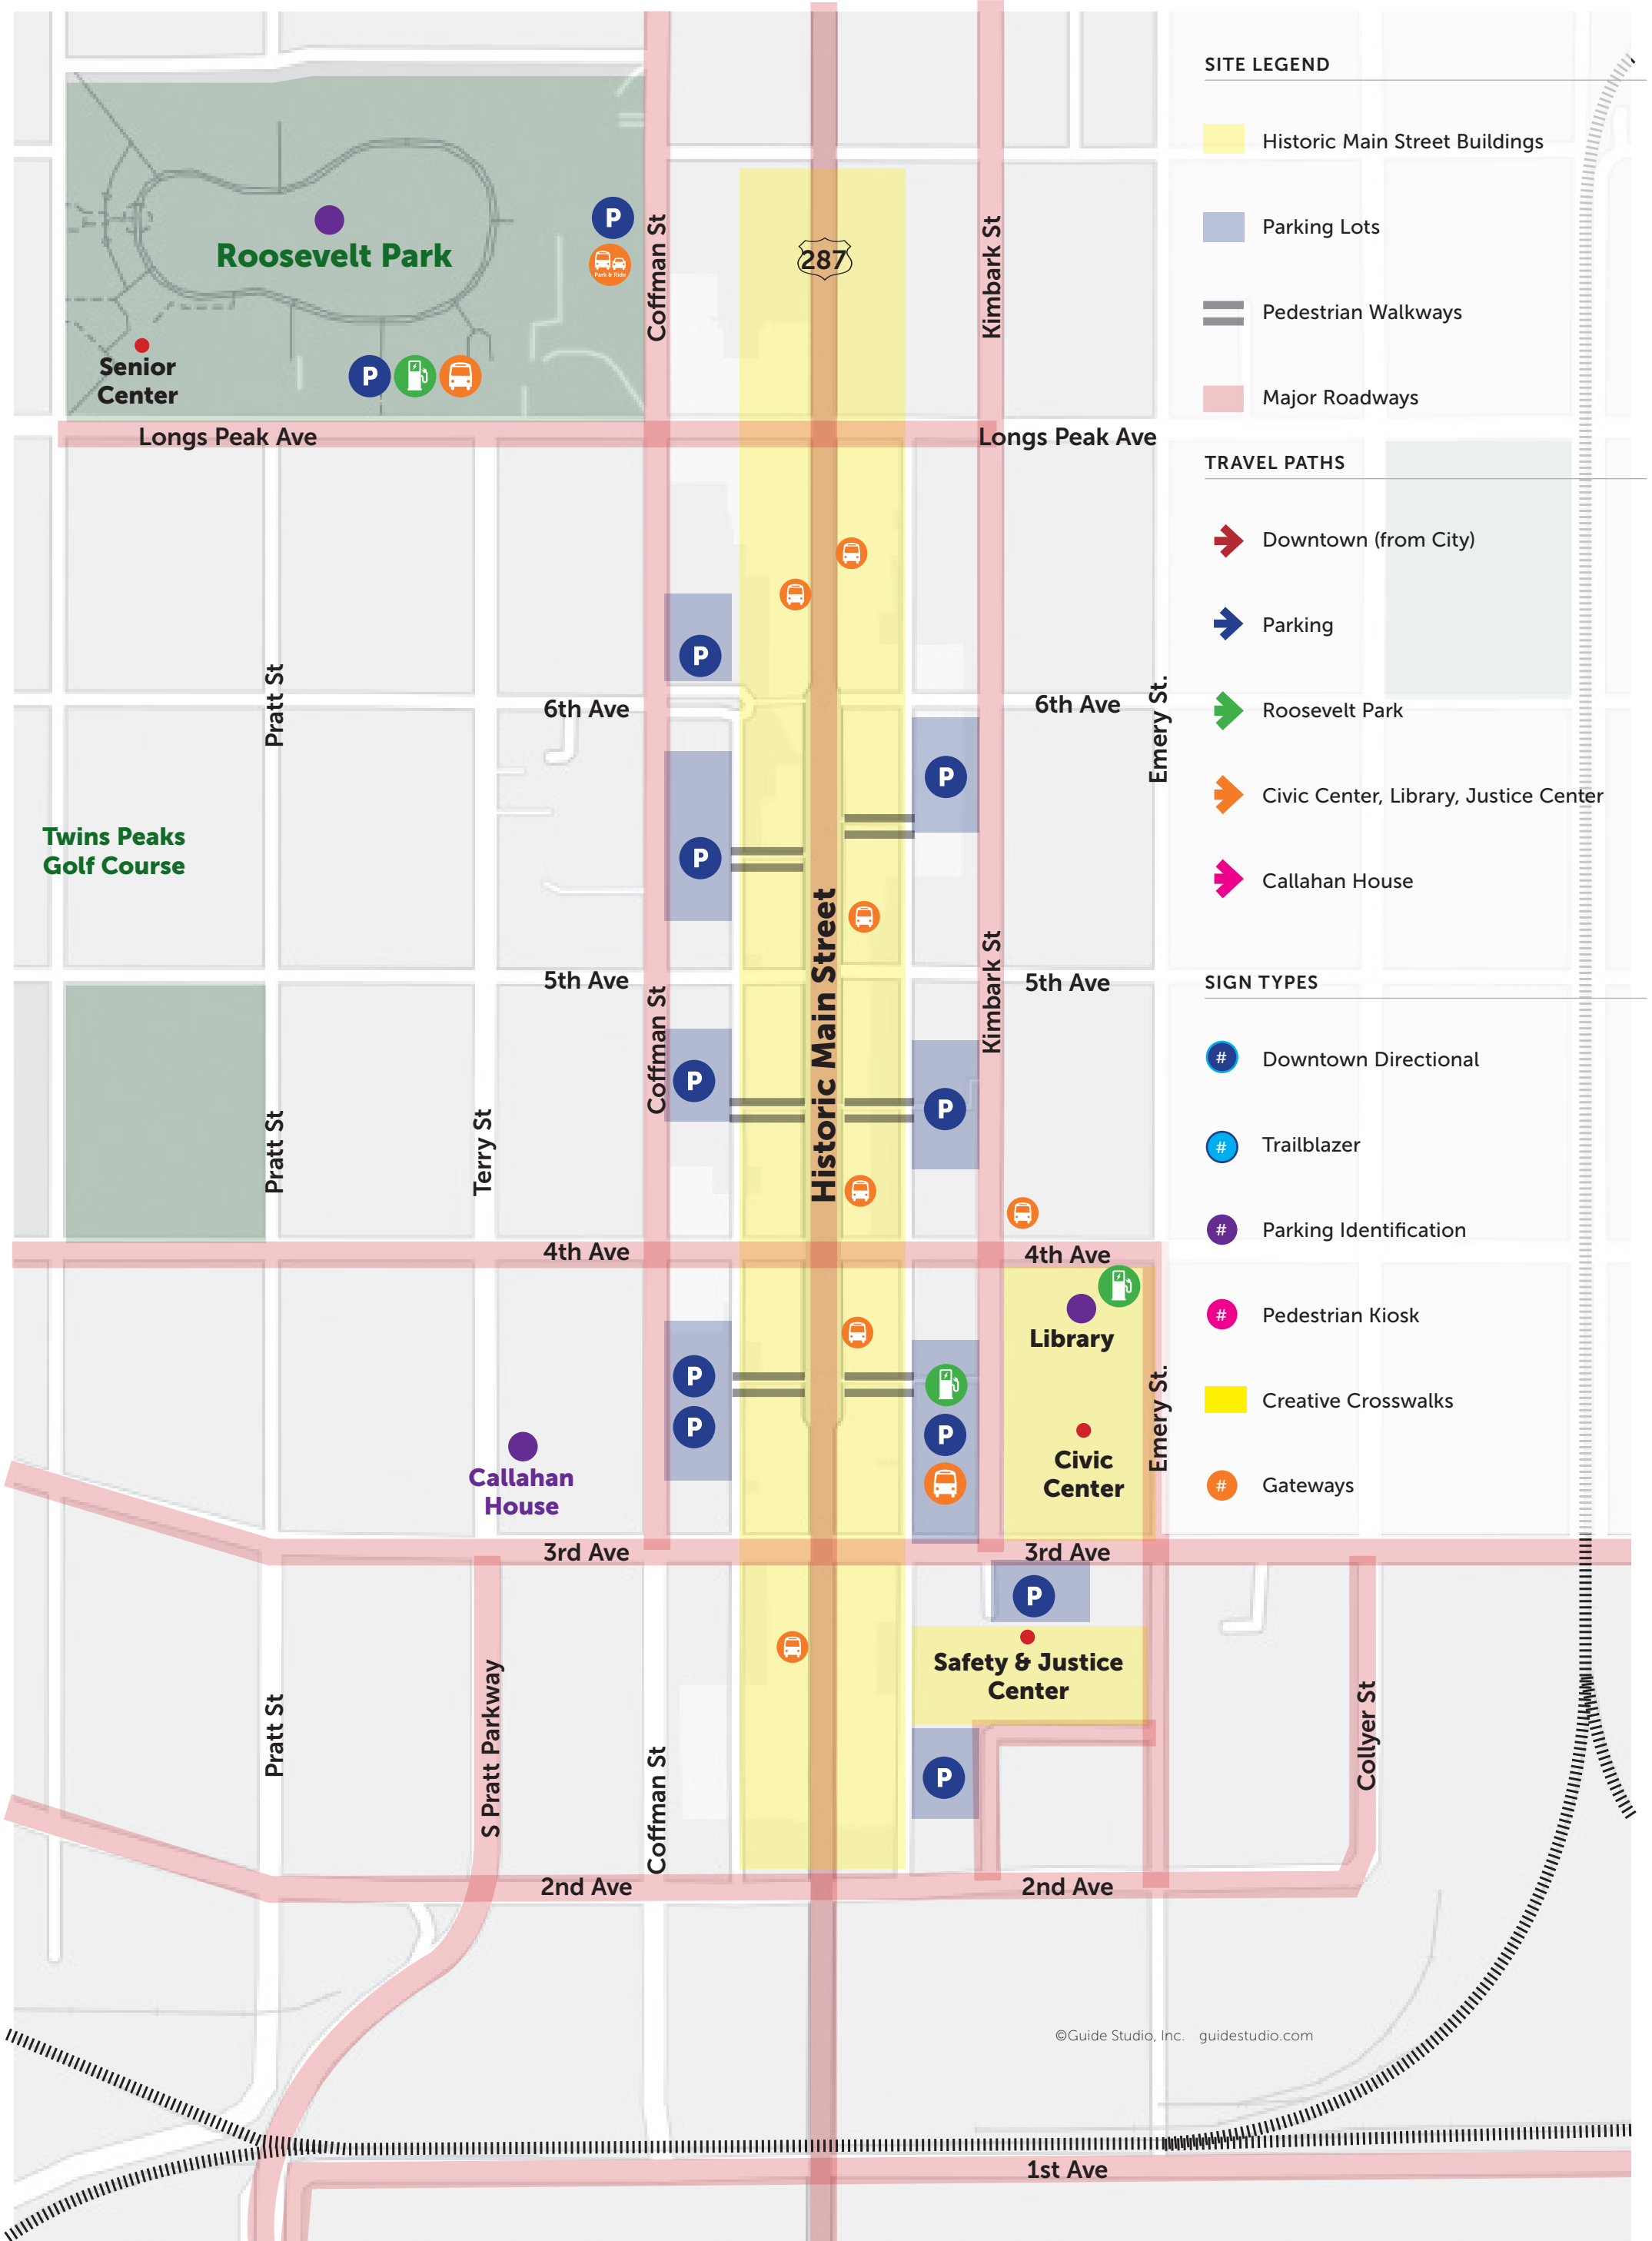 SITE LEGEND
Historic Main Street Buildings
Parking Lots
Pedestrian Walkways
Major Roadways
TRAVEL PATHS
Downtown (from City)
Parking
Roosevelt Park
Civic Center, Library, Justice Center
Callahan House
SIGN TYPES
# Downtown Directional
# Trailblazer
# Parking Identification
# Pedestrian Kiosk
Creative Crosswalks
# Gateways
P
Roosevelt Park
Park & Ride
Coffman St
287
Kimbark St
Senior
Center
P
Longs Peak Ave
Longs Peak Ave
P
Pratt St
6th Ave
6th Ave
Emery St.
P
Twins Peaks
Golf Course
P
Historic Main Street
5th Ave
5th Ave
Kimbark St
Coffman St
P
P
Pratt St
Terry St
4th Ave
4th Ave
Library
P
P
P
Emery St.
Civic
Center
Callahan
House
3rd Ave
3rd Ave
P
Safety & Justice
Center
Pratt St
S Pratt Parkway
Coffman St
P
Collyer St
2nd Ave
2nd Ave
©Guide Studio, Inc. guidestudio.com
1st Ave